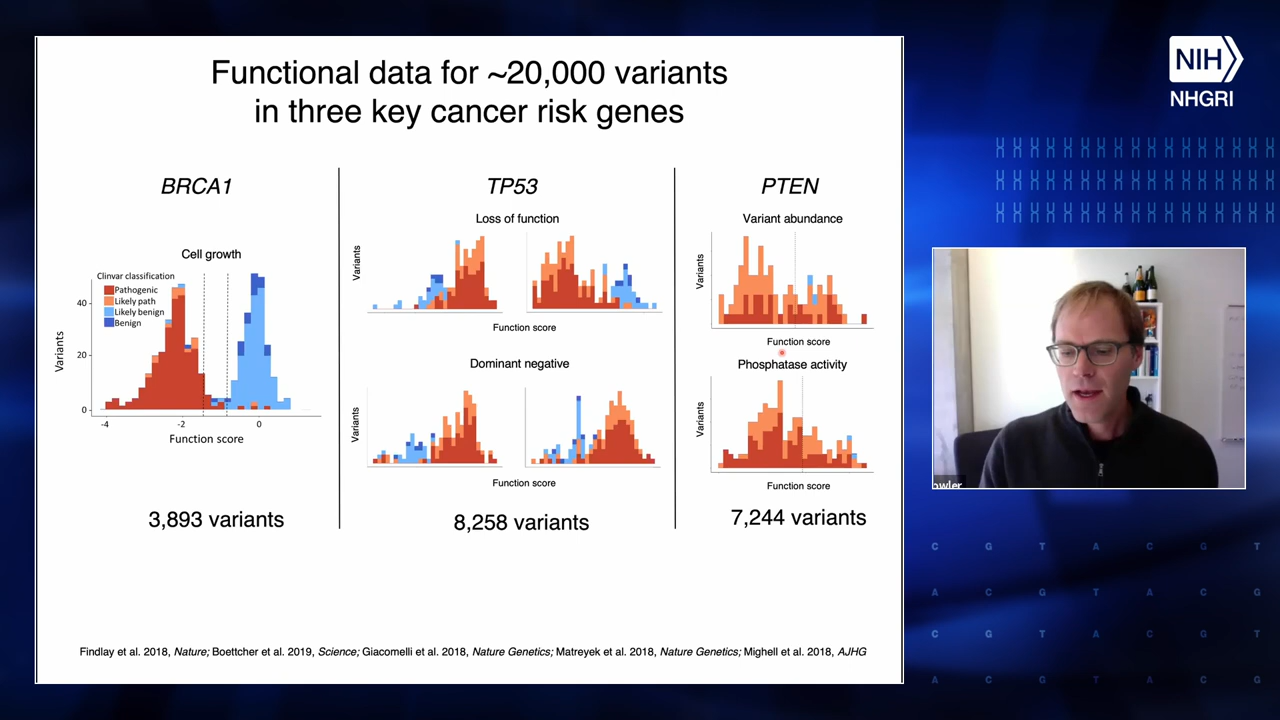 Functional data for ~20,000 variants
in three key cancer risk genes
BRCA1
Cell growth
Clinvar classification
Pathogenic
Likely path
Likely benign
Benign
Variants
40
20
0
-4
-2
0
Function score
3,893 variants
TP53
Loss of function
Variants
Function score
Dominant negative
Variants
Variants
Function score
8,258 variants
PTEN
Variant abundance
Variants
Function score
Phosphatase activity
Variants
Function score
7,244 variants
Findlay et al. 2018, Nature; Boettcher et al. 2019, Science; Giacomelli et al. 2018, Nature Genetics; Matreyek et al. 2018, Nature Genetics; Mighell et al. 2018, AJHG
NIH
NHGRI
owler
C G T A C G T
A C G T A C G
C G T A C G T
A C G T A C G